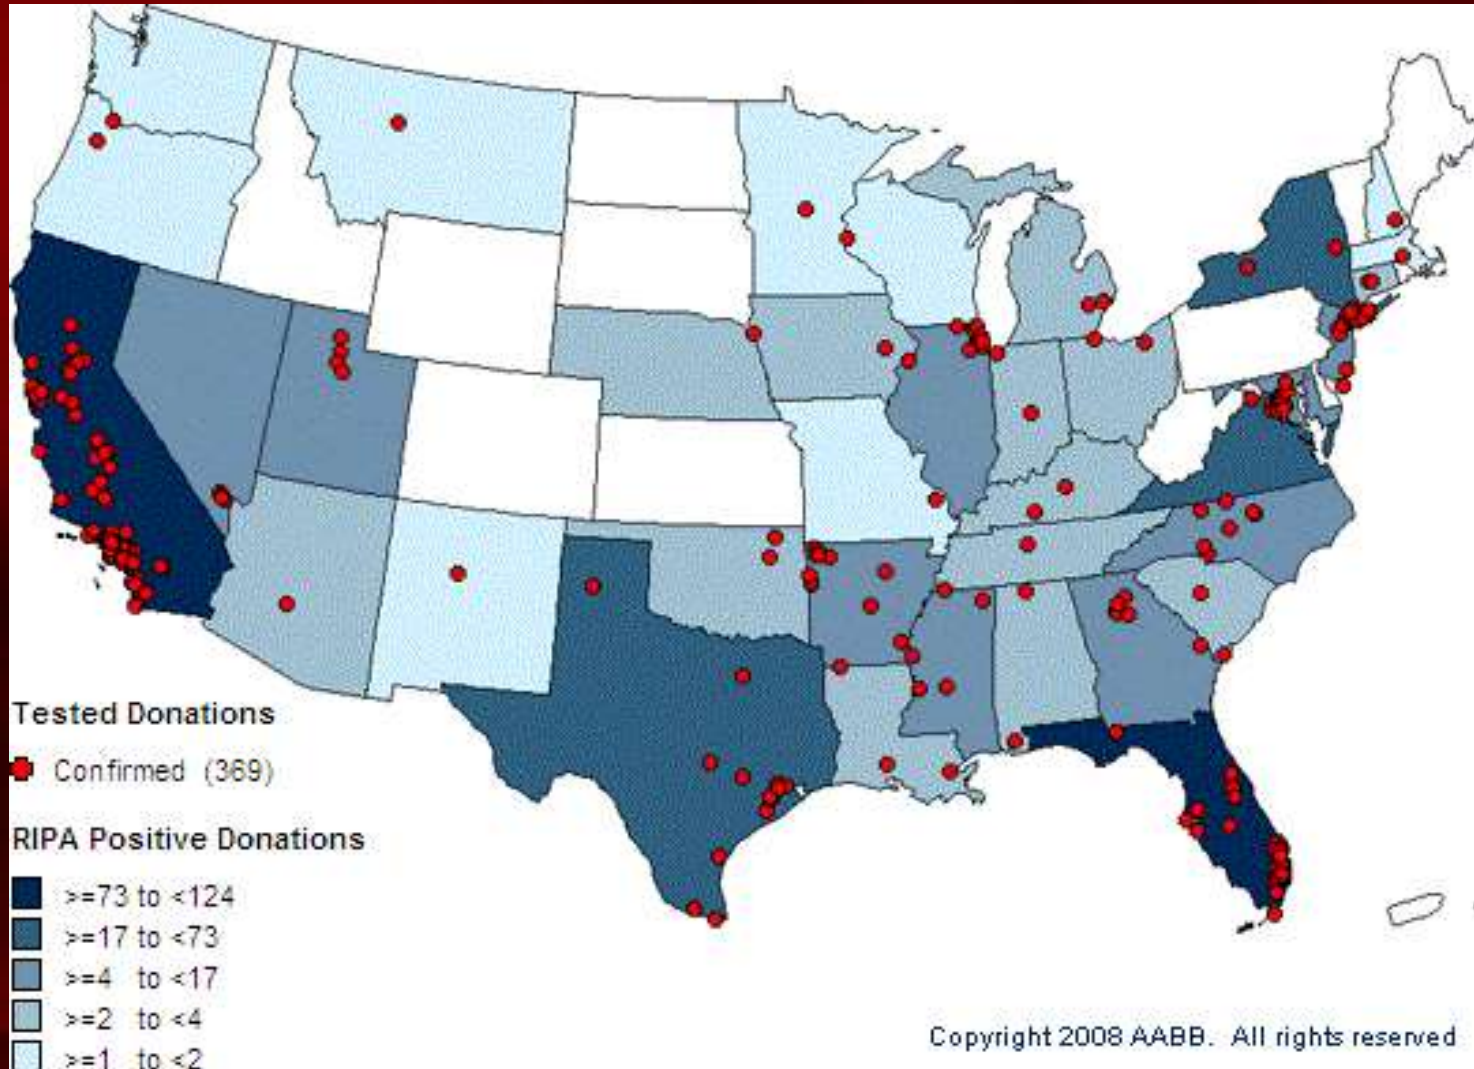 Tested Donations
Confirmed (369)
RIPA Positive Donations
>=73 to <124
>=17 to <73
>=4 to <17
>=2 to <4
>=1 to <2
Copyright 2008 AABB. All rights reserved